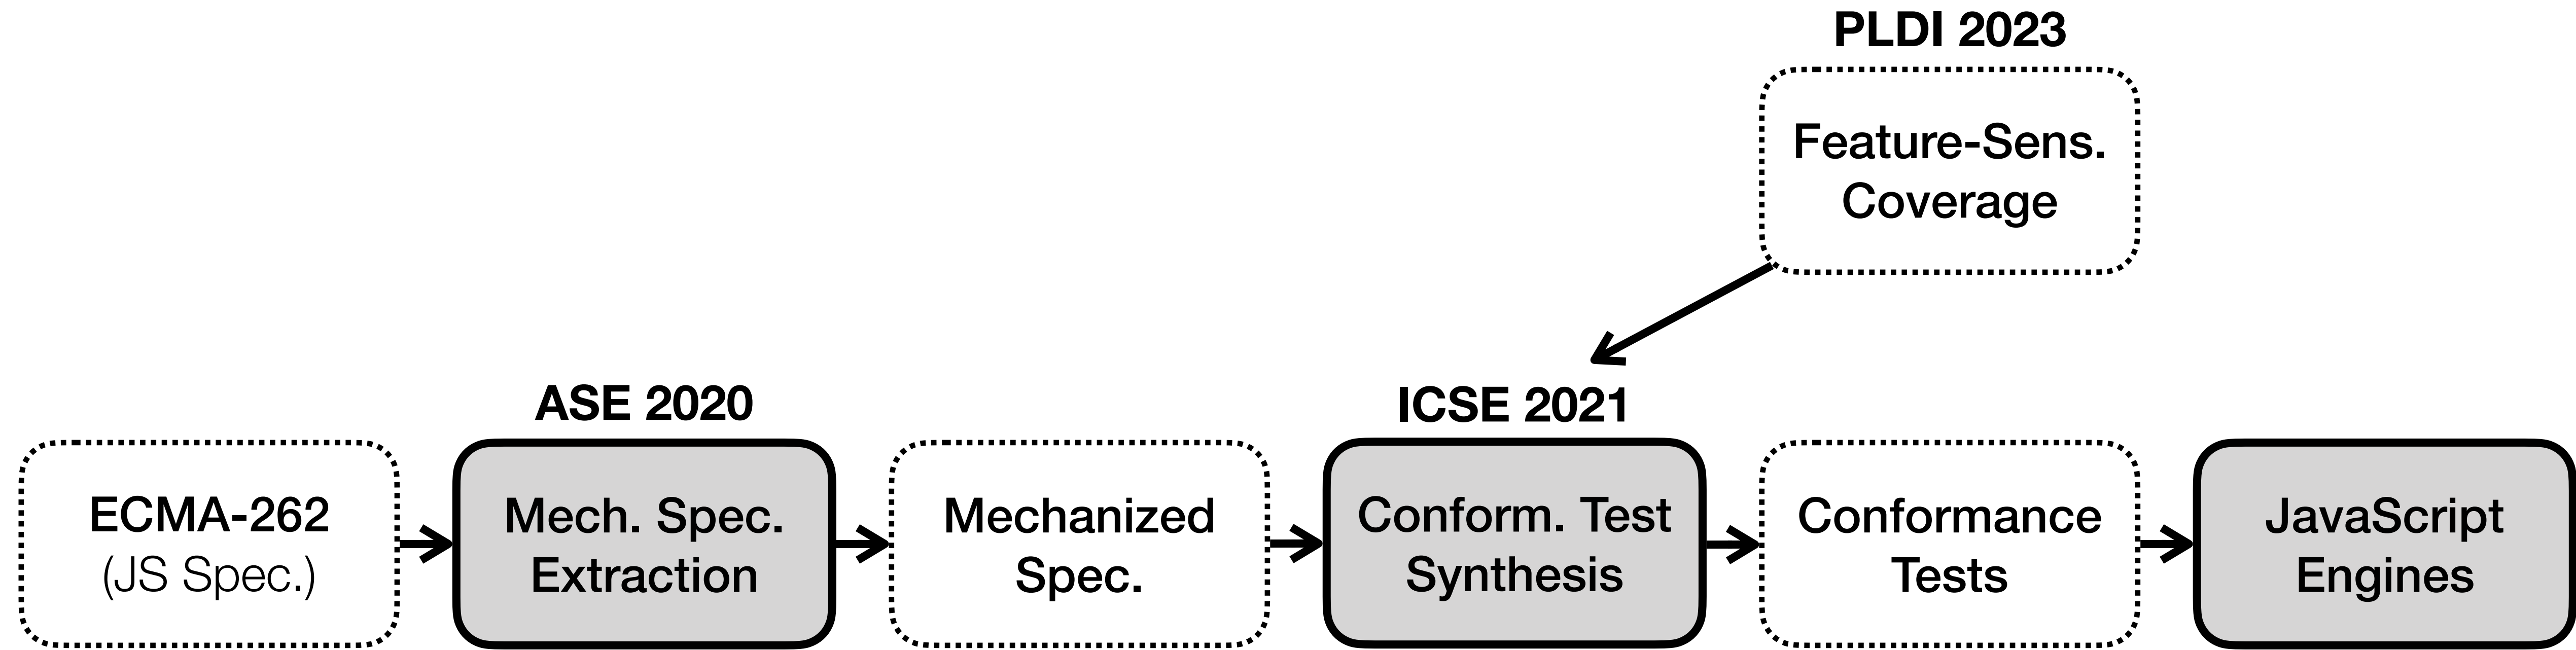 PLDI 2023
Feature-Sens.
Coverage
ASE 2020
ICSE 2021
ECMA-262
(JS Spec.)
Mech. Spec.
Extraction
Mechanized
Spec.
Conform. Test
Synthesis
Conformance
Tests
JavaScript
Engines